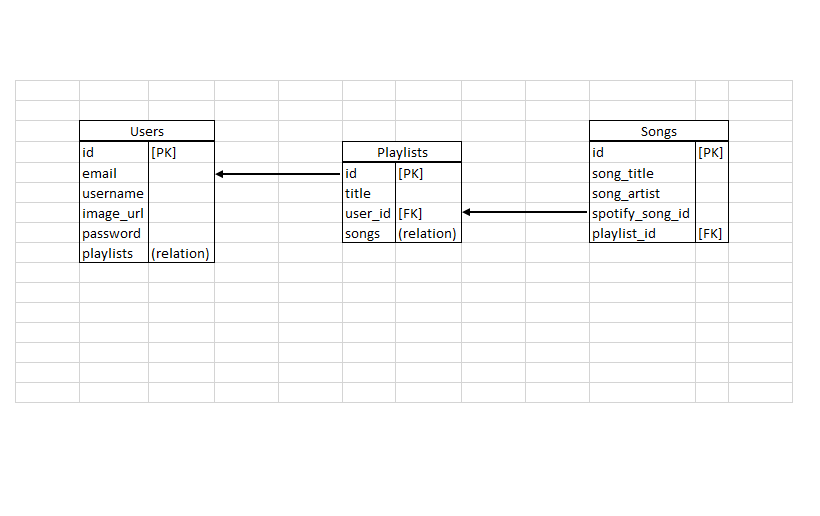 Users
id [PK]
email
username
image_url
password
playlists (relation)
Playlists
id [PK]
title
user_id [FK]
songs (relation)
Songs
id [PK]
song_title
song_artist
spotify_song_id
playlist_id [FK]